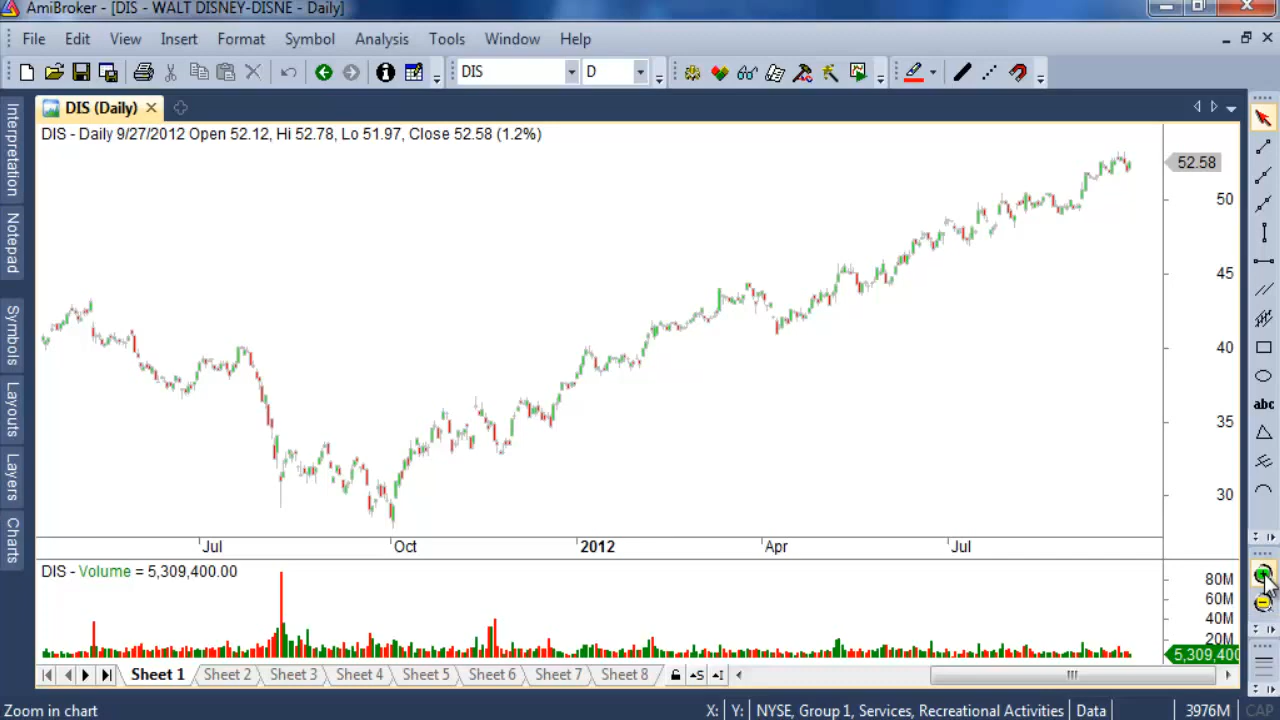 AmiBroker - [DIS - WALT DISNEY-DISNE - Daily]
File Edit View Insert Format Symbol Analysis Tools Window Help
DIS D
DIS (Daily)
DIS - Daily 9/27/2012 Open 52.12, Hi 52.78, Lo 51.97, Close 52.58 (1.2%)
52.58
50
45
40
35
30
Jul Oct 2012 Apr Jul
DIS - Volume = 5,309,400.00
80M
60M
40M
20M
5,309,400
Interpretation
Notepad
Symbols
Layouts
Layers
Charts
abc
Sheet 1 Sheet 2 Sheet 3 Sheet 4 Sheet 5 Sheet 6 Sheet 7 Sheet 8 S I
Zoom in chart X: Y: NYSE, Group 1, Services, Recreational Activities Data 3976M CAP